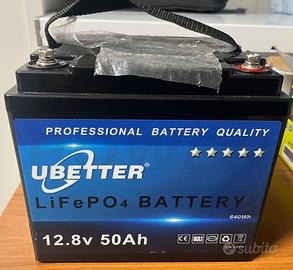 PROFESSIONAL BATTERY QUALITY
UBETTER
LiFePO4 BATTERY
640Wh
12.8v 50Ah
subito